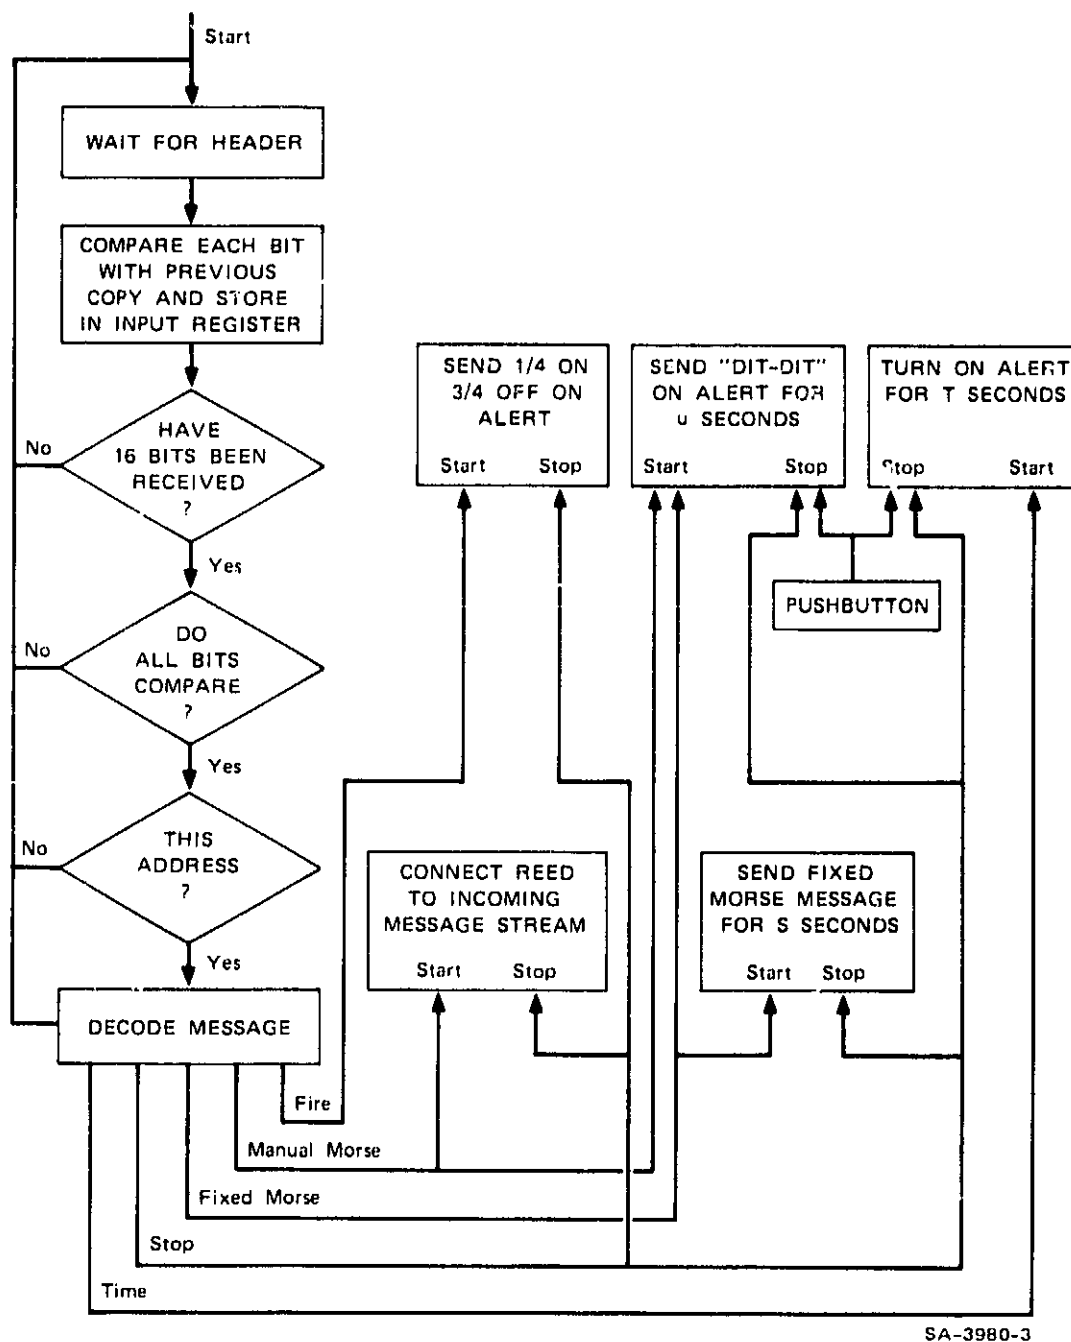 Start
WAIT FOR HEADER
COMPARE EACH BIT
WITH PREVIOUS
COPY AND STORE
IN INPUT REGISTER
HAVE
16 BITS BEEN
RECEIVED
?
No
Yes
DO
ALL BITS
COMPARE
?
No
Yes
THIS
ADDRESS
?
No
Yes
DECODE MESSAGE
SEND 1/4 ON
3/4 OFF ON
ALERT
Start Stop
SEND "DIT-DIT"
ON ALERT FOR
u SECONDS
Start Stop
TURN ON ALERT
FOR T SECONDS
Stop Start
PUSHBUTTON
CONNECT REED
TO INCOMING
MESSAGE STREAM
Start Stop
SEND FIXED
MORSE MESSAGE
FOR S SECONDS
Start Stop
Fire
Manual Morse
Fixed Morse
Stop
Time
SA-3980-3